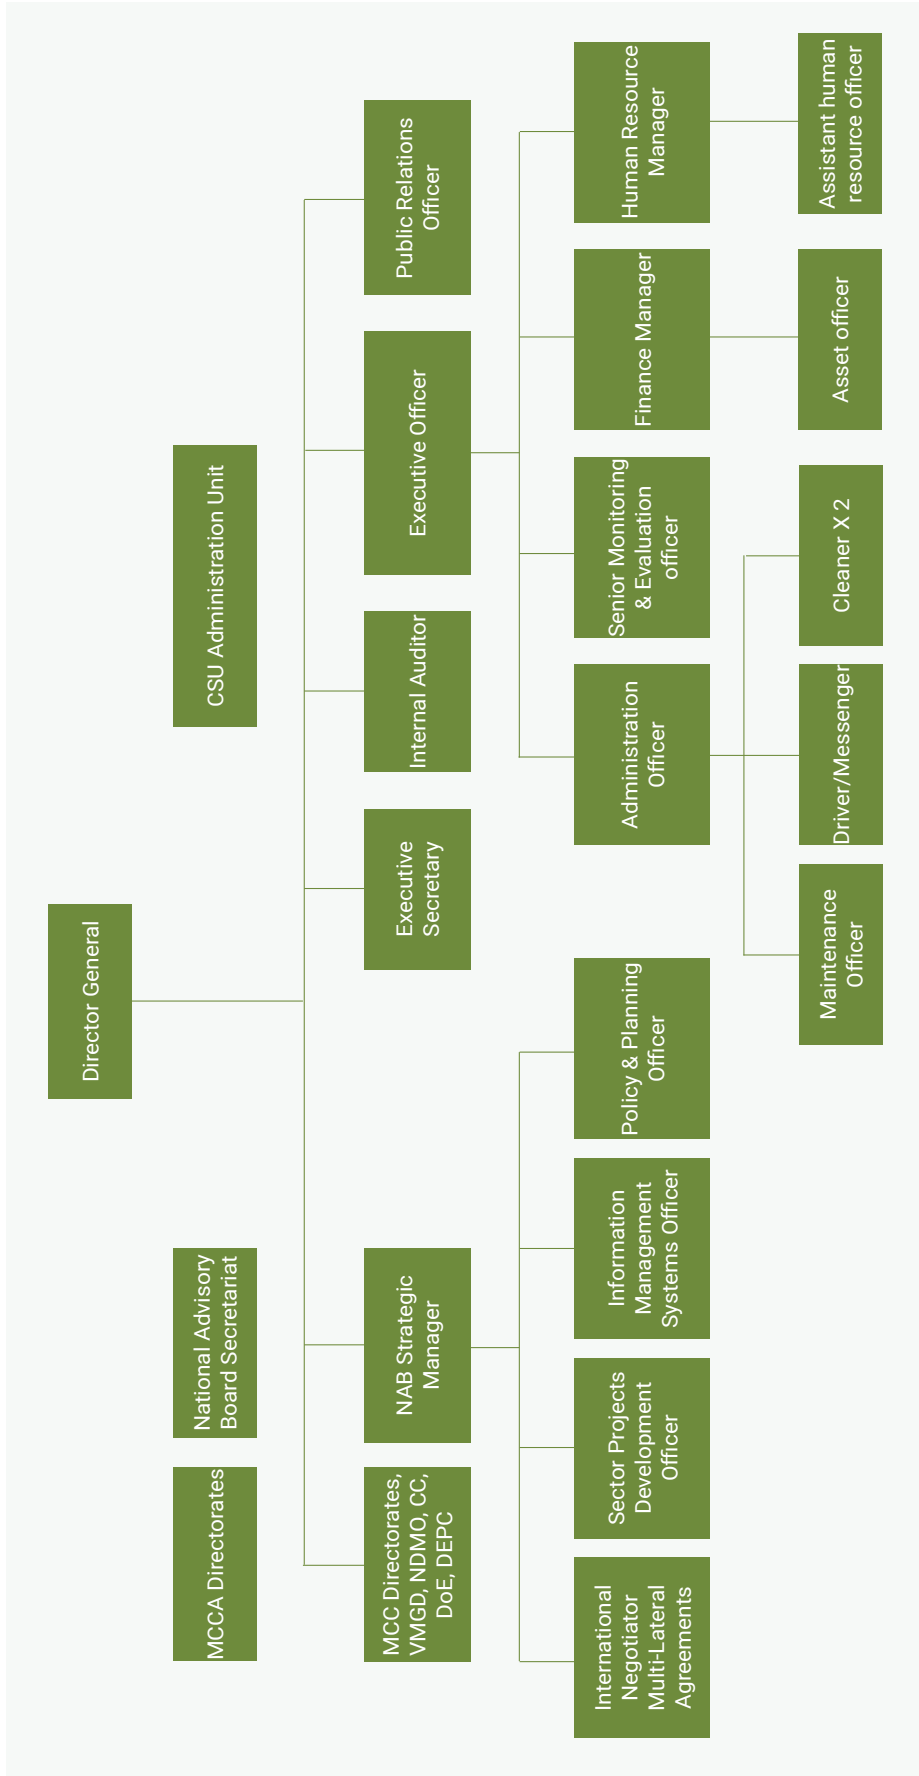 Director General
MCCA Directorates
National Advisory
Board Secretariat
CSU Administration Unit
MCC Directorates,
VMGD, NDMO, CC,
DoE, DEPC
NAB Strategic
Manager
Executive
Secretary
Internal Auditor
Executive Officer
Public Relations
Officer
International
Negotiator
Multi-Lateral
Agreements
Sector Projects
Development
Officer
Information
Management
Systems Officer
Policy & Planning
Officer
Administration
Officer
Senior Monitoring
& Evaluation
officer
Finance Manager
Human Resource
Manager
Maintenance
Officer
Driver/Messenger
Cleaner X 2
Asset officer
Assistant human
resource officer